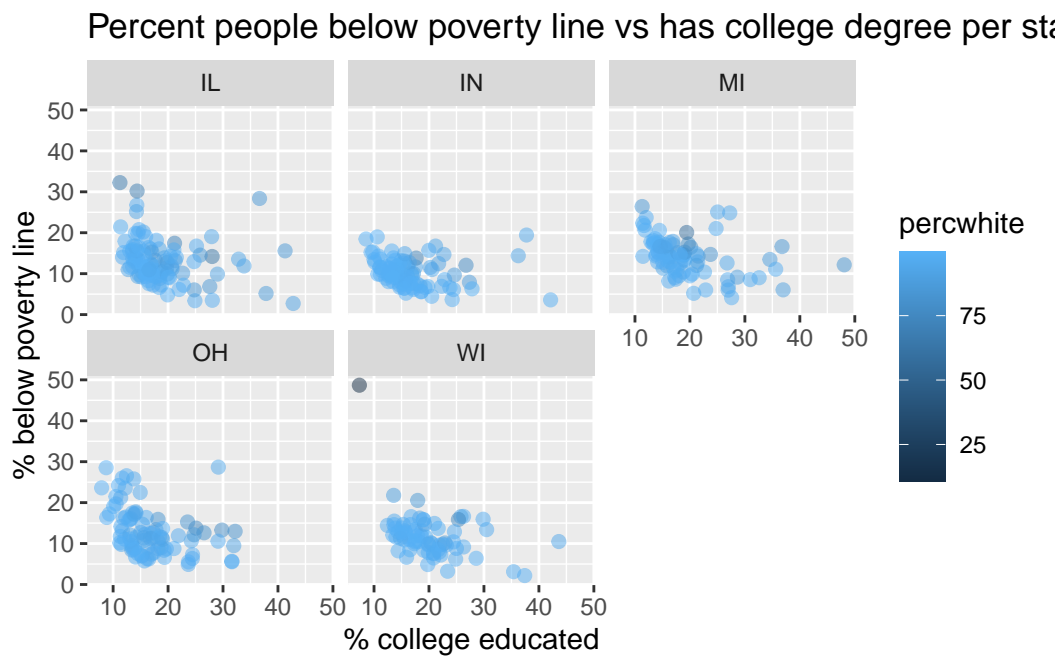 Percent people below poverty line vs has college degree per sta
IL IN MI
50
40
30
20
10
0
10 20 30 40 50
OH WI
50
40
30
20
10
0
10 20 30 40 50 10 20 30 40 50
% below poverty line
% college educated
percwhite
75
50
25